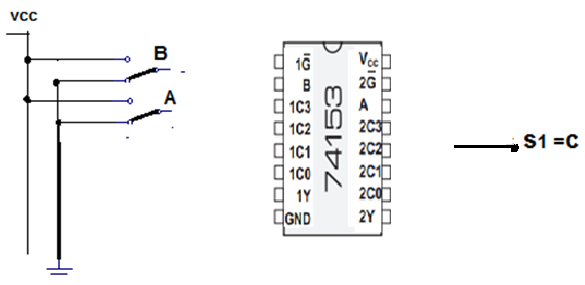 vcc
B
A
1G̅
B
1C3
1C2
1C1
1C0
1Y
GND
74153
Vcc
2G̅
A
2C3
2C2
2C1
2C0
2Y
S1 =C